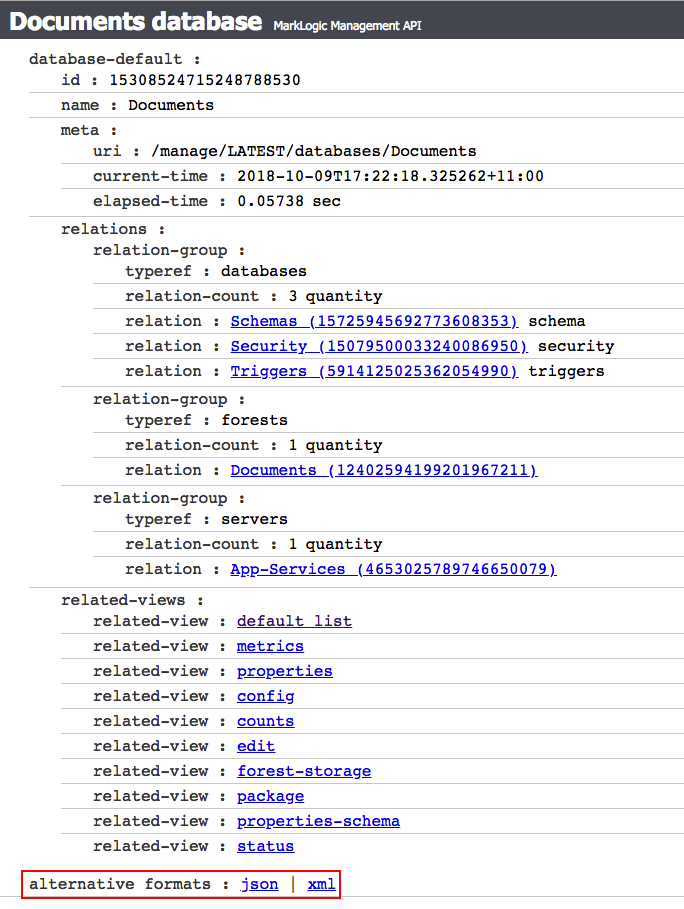 Documents database MarkLogic Management API
database-default :
id : 15308524715248788530
name : Documents
meta :
uri : /manage/LATEST/databases/Documents
current-time : 2018-10-09T17:22:18.325262+11:00
elapsed-time : 0.05738 sec
relations :
relation-group :
typeref : databases
relation-count : 3 quantity
relation : Schemas (15725945692773608353) schema
relation : Security (15079500033240086950) security
relation : Triggers (5914125025362054990) triggers
relation-group :
typeref : forests
relation-count : 1 quantity
relation : Documents (12402594199201967211)
relation-group :
typeref : servers
relation-count : 1 quantity
relation : App-Services (4653025789746650079)
related-views :
related-view : default list
related-view : metrics
related-view : properties
related-view : config
related-view : counts
related-view : edit
related-view : forest-storage
related-view : package
related-view : properties-schema
related-view : status
alternative formats : json | xml